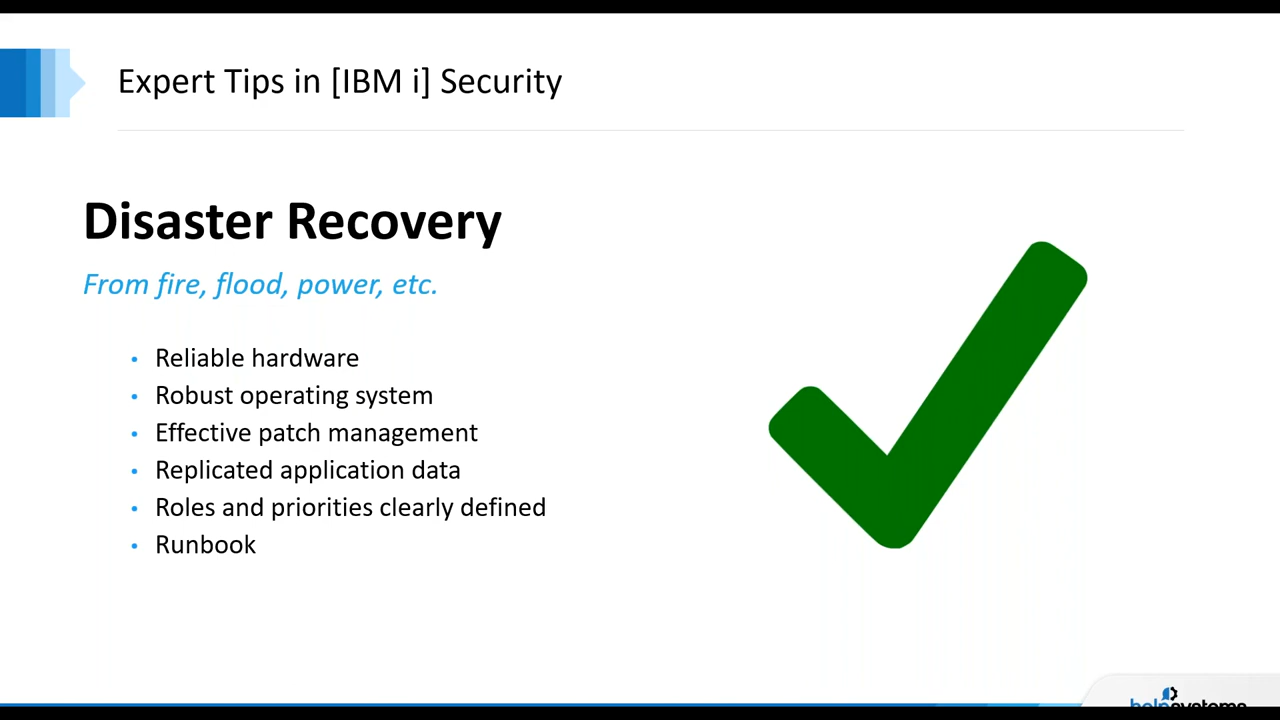 Expert Tips in [IBM i] Security
Disaster Recovery
From fire, flood, power, etc.
• Reliable hardware
• Robust operating system
• Effective patch management
• Replicated application data
• Roles and priorities clearly defined
• Runbook
helpsystems